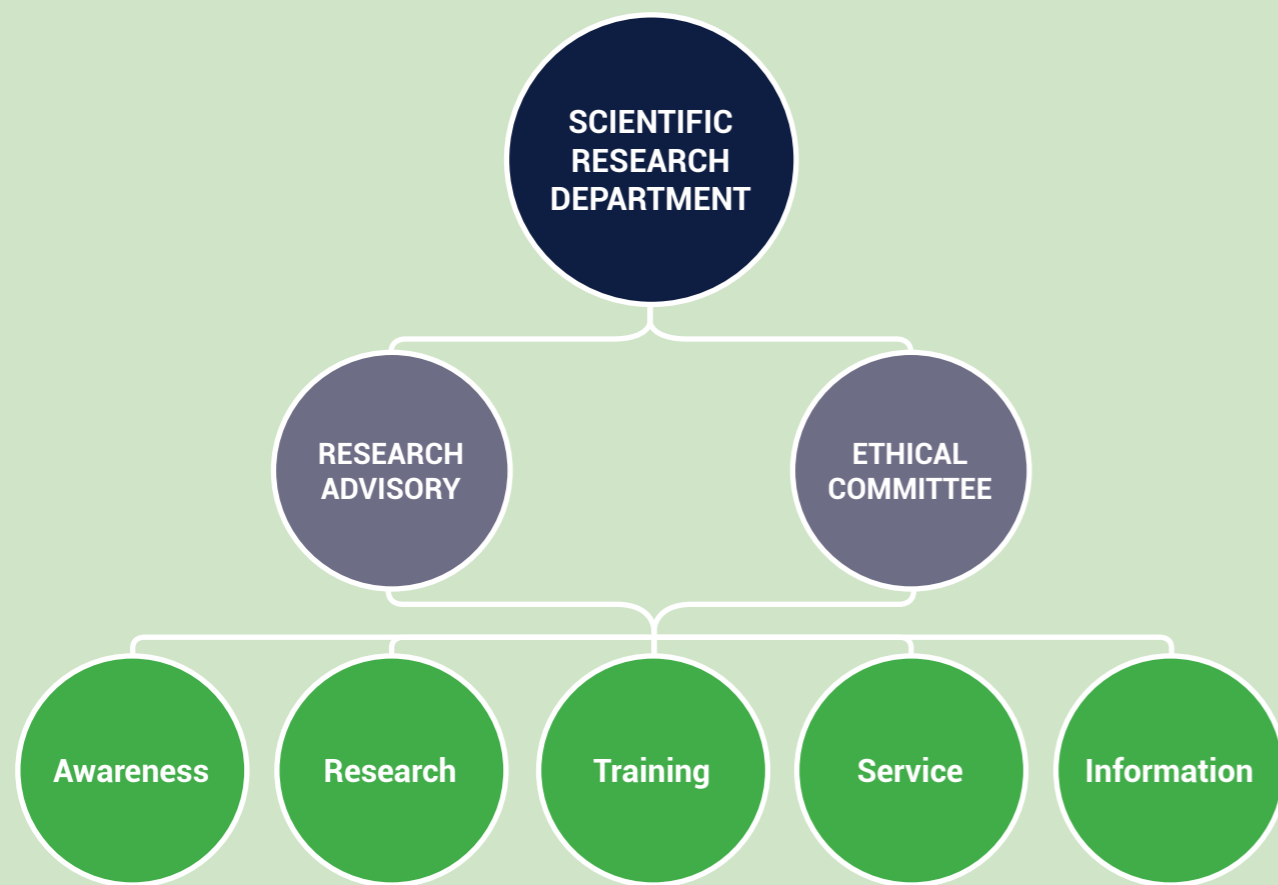 SCIENTIFIC
RESEARCH
DEPARTMENT
RESEARCH
ADVISORY
ETHICAL
COMMITTEE
Awareness
Research
Training
Service
Information